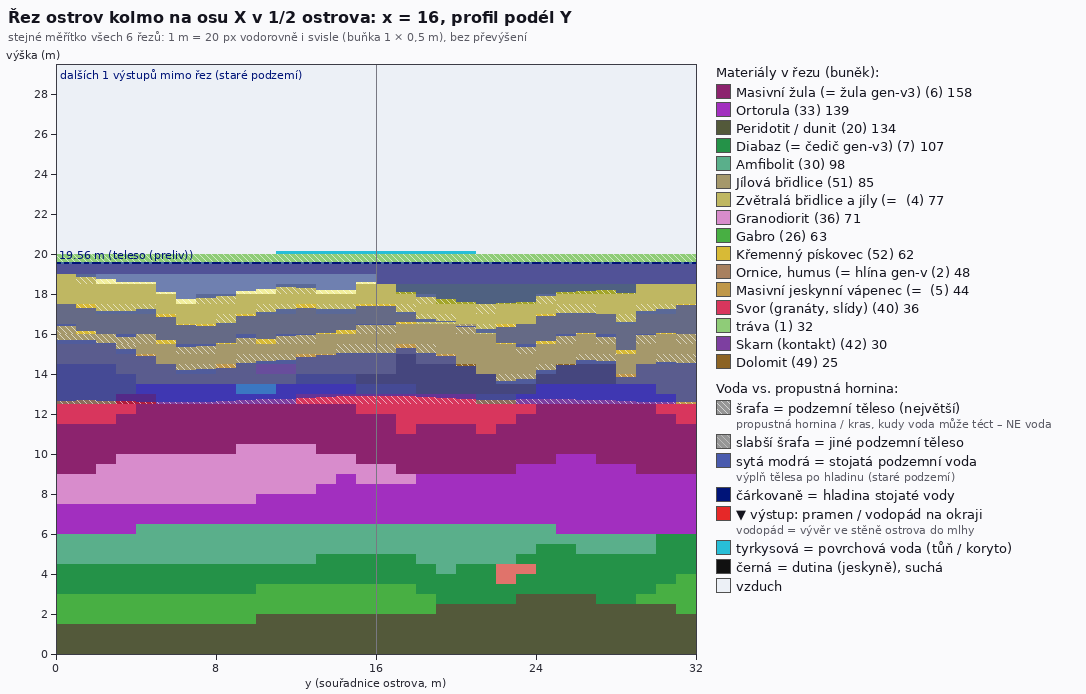 Řez ostrov kolmo na osu X v 1/2 ostrova: x = 16, profil podél Y
stejné měřítko všech 6 řezů: 1 m = 20 px vodorovně i svisle (buňka 1 × 0,5 m), bez převýšení
výška (m)
dalších 1 výstupů mimo řez (staré podzemí)
28
26
24
22
20
18
16
14
12
10
8
6
4
2
0
19.56 m (teleso (preliv))
0
8
16
24
32
y (souřadnice ostrova, m)
Materiály v řezu (buněk):
Masivní žula (= žula gen-v3) (6) 158
Ortorula (33) 139
Peridotit / dunit (20) 134
Diabaz (= čedič gen-v3) (7) 107
Amfibolit (30) 98
Jílová břidlice (51) 85
Zvětralá břidlice a jíly (=  (4) 77
Granodiorit (36) 71
Gabro (26) 63
Křemenný pískovec (52) 62
Ornice, humus (= hlína gen-v (2) 48
Masivní jeskynní vápenec (=  (5) 44
Svor (granáty, slídy) (40) 36
tráva (1) 32
Skarn (kontakt) (42) 30
Dolomit (49) 25
Voda vs. propustná hornina:
šrafa = podzemní těleso (největší)
propustná hornina / kras, kudy voda může téct – NE voda
slabší šrafa = jiné podzemní těleso
sytá modrá = stojatá podzemní voda
výplň tělesa po hladinu (staré podzemí)
čárkovaně = hladina stojaté vody
▼ výstup: pramen / vodopád na okraji
vodopád = vývěr ve stěně ostrova do mlhy
tyrkysová = povrchová voda (tůň / koryto)
černá = dutina (jeskyně), suchá
vzduch